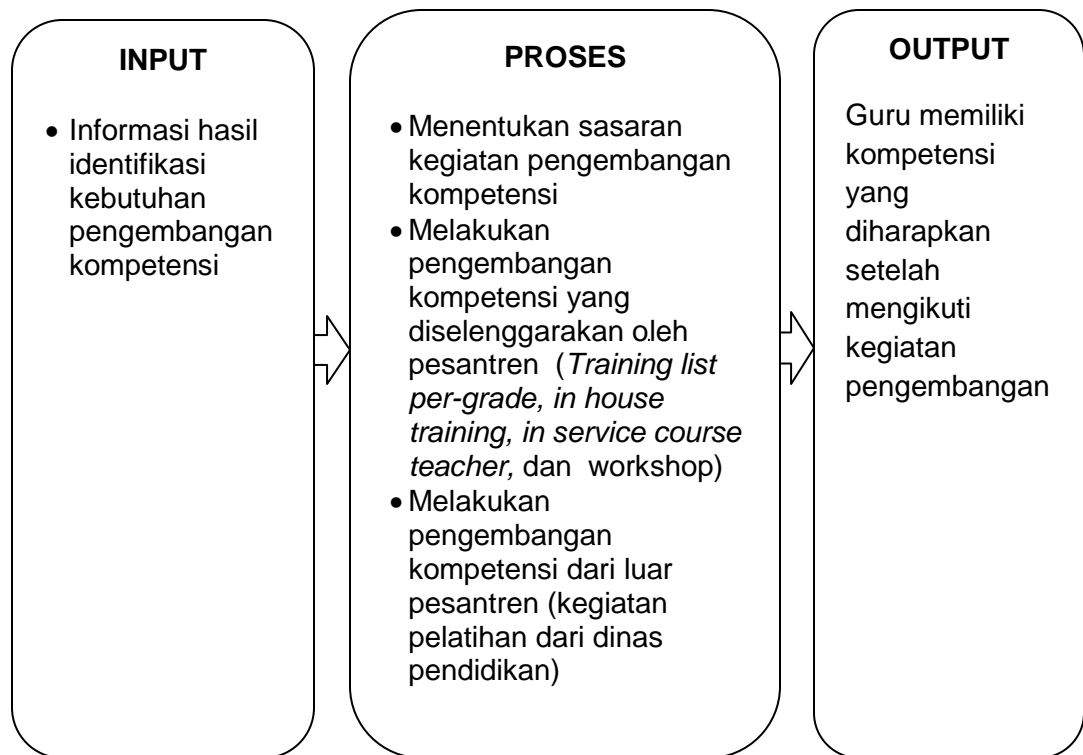 INPUT
• Informasi hasil
identifikasi
kebutuhan
pengembangan
kompetensi
PROSES
• Menentukan sasaran
kegiatan pengembangan
kompetensi
• Melakukan
pengembangan
kompetensi yang
diselenggarakan oleh
pesantren (Training list
per-grade, in house
training, in service course
teacher, dan workshop)
• Melakukan
pengembangan
kompetensi dari luar
pesantren (kegiatan
pelatihan dari dinas
pendidikan)
OUTPUT
Guru memiliki
kompetensi
yang
diharapkan
setelah
mengikuti
kegiatan
pengembangan